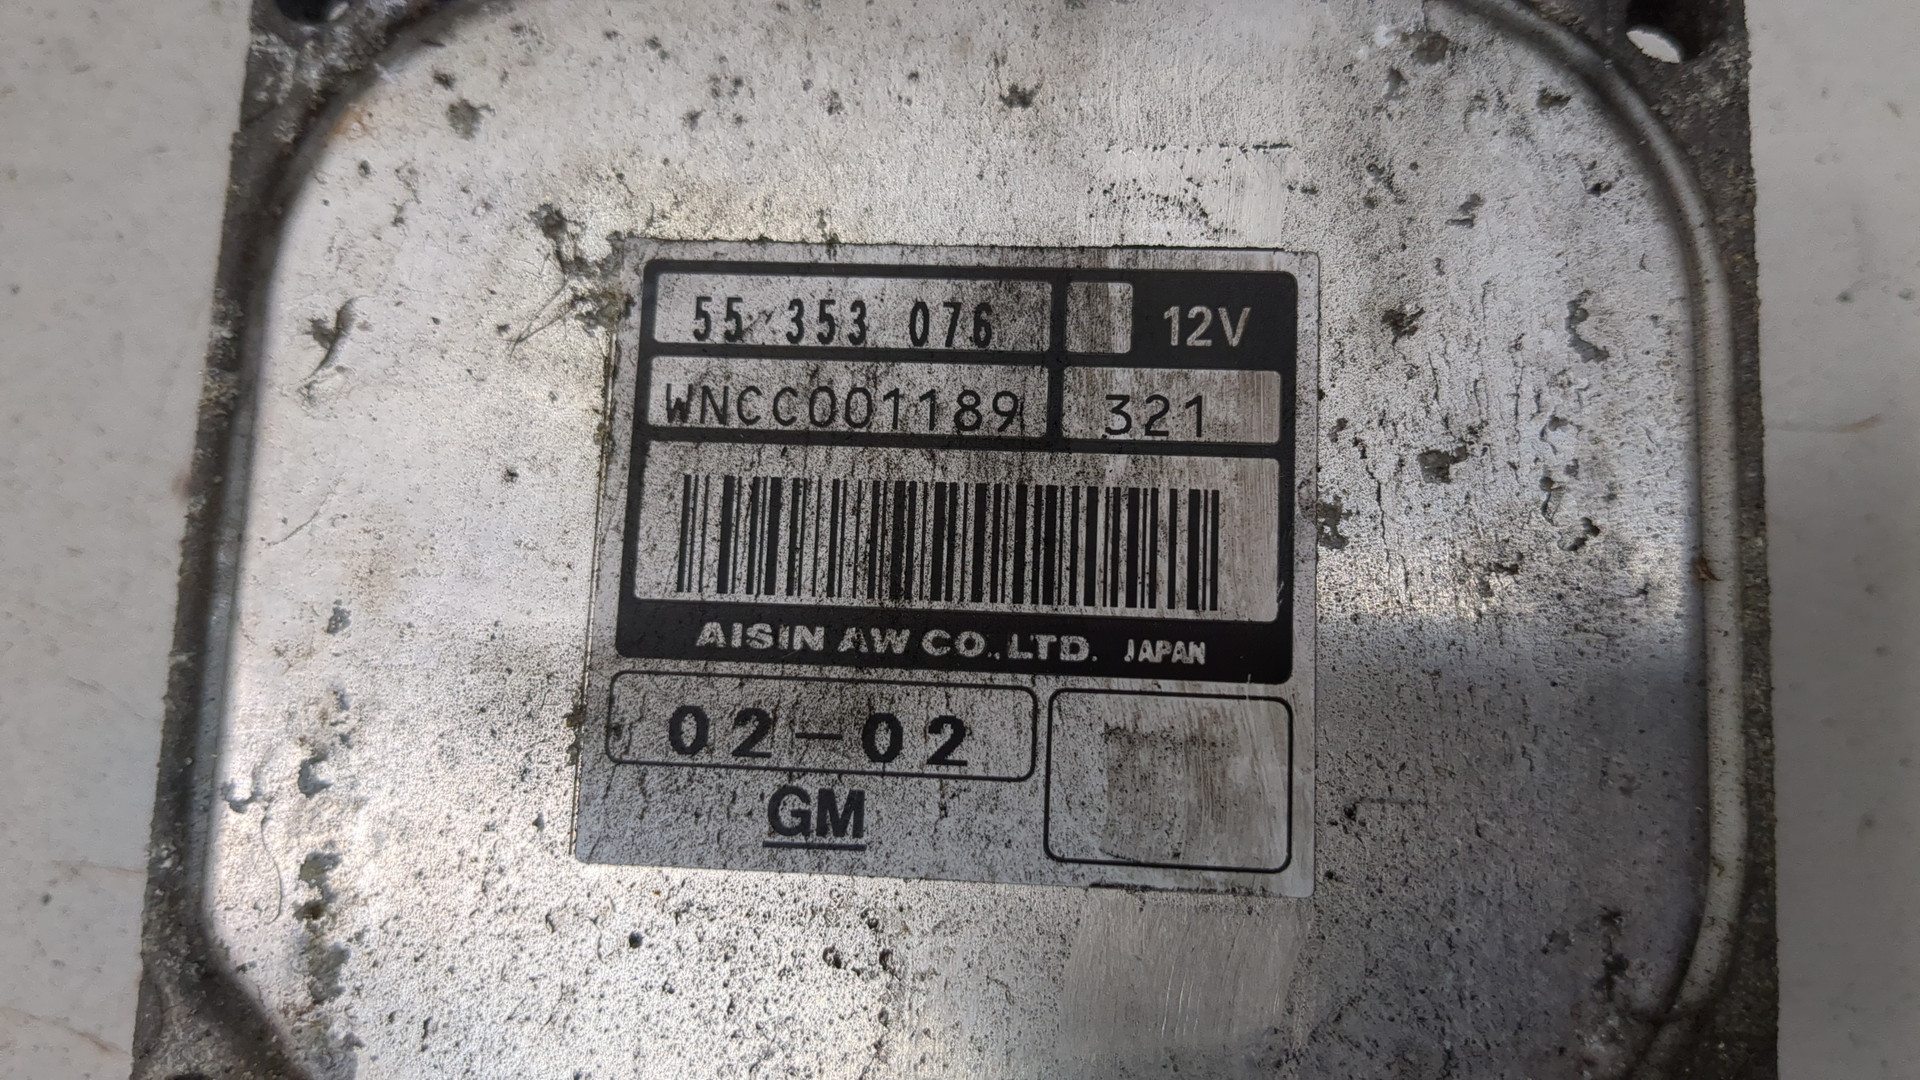 55 353 076
12V
WNCC001189
321
AISIN AW CO., LTD. JAPAN
02-02
GM